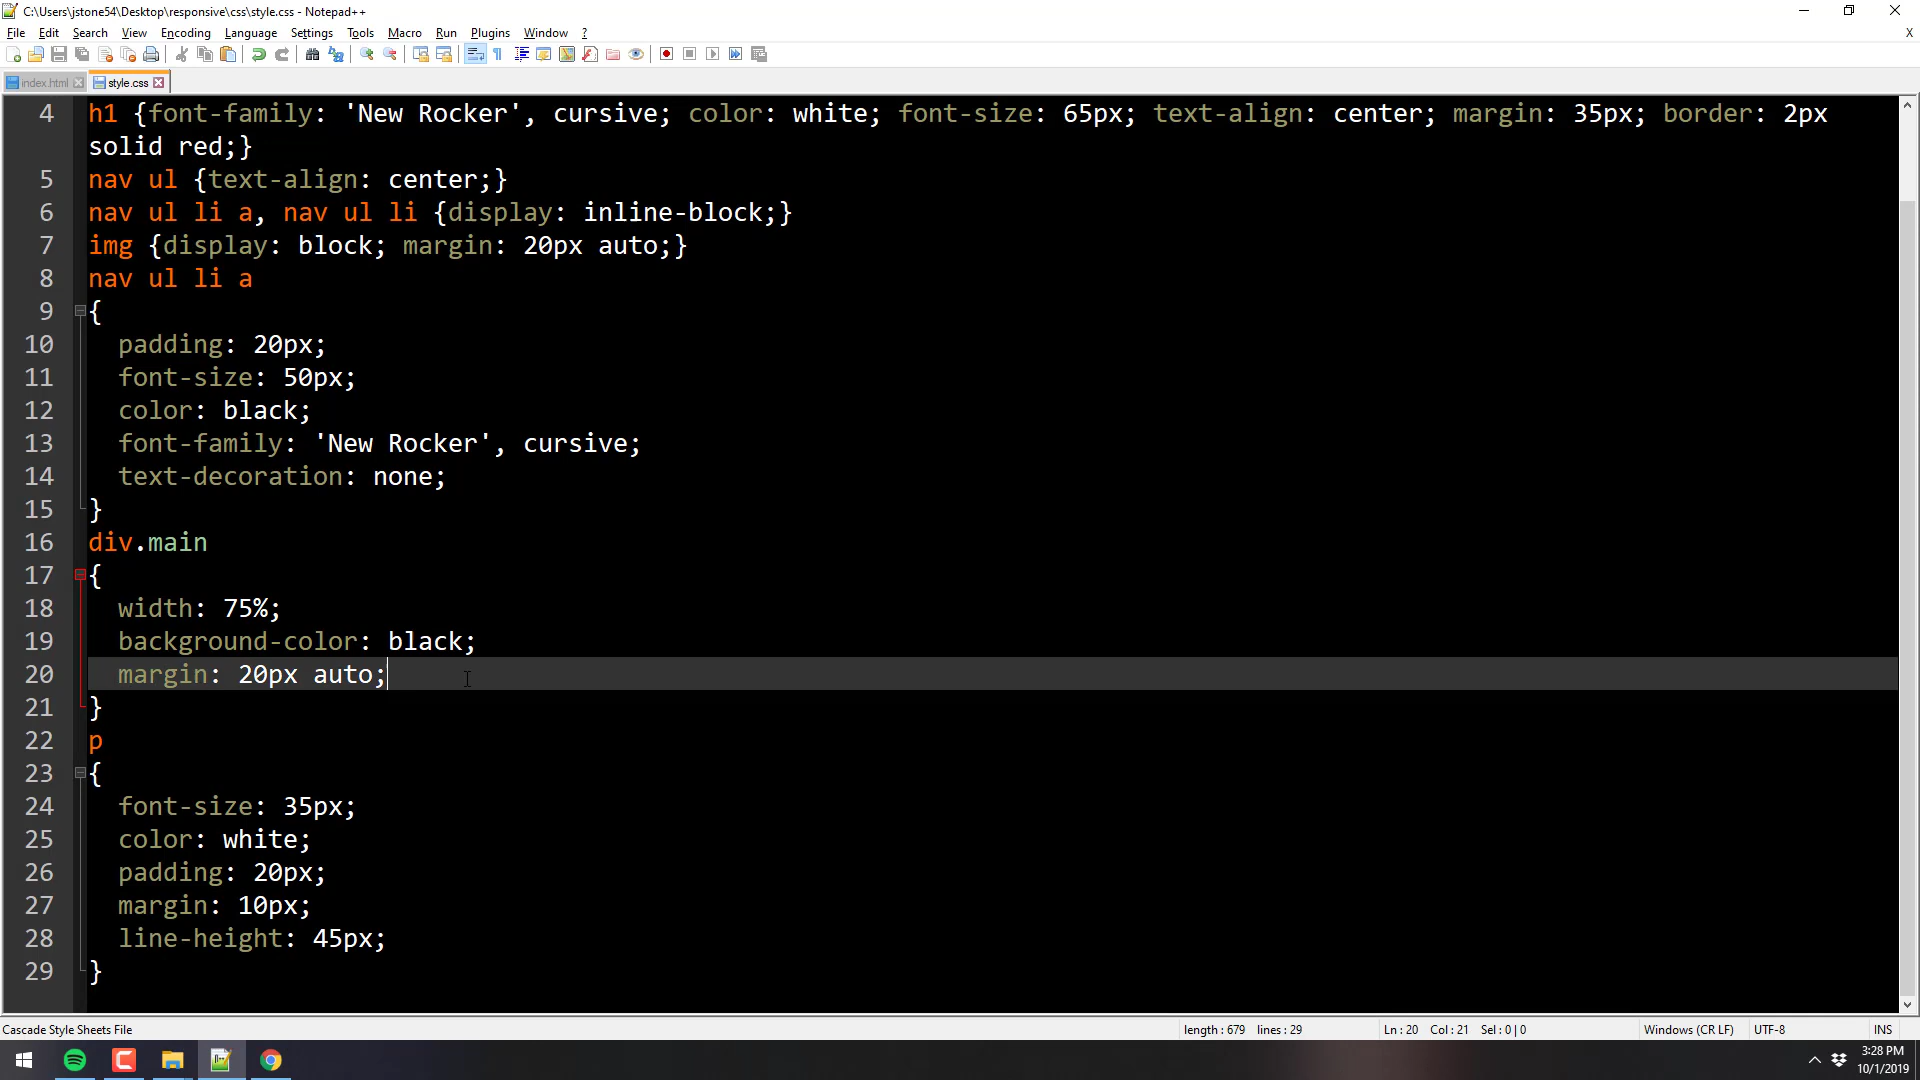 C:\Users\jstone54\Desktop\responsive\css\style.css - Notepad++
File Edit Search View Encoding Language Settings Tools Macro Run Plugins Window ? X
index.html style.css
4 h1 {font-family: 'New Rocker', cursive; color: white; font-size: 65px; text-align: center; margin: 35px; border: 2px
solid red;}
5 nav ul {text-align: center;}
6 nav ul li a, nav ul li {display: inline-block;}
7 img {display: block; margin: 20px auto;}
8 nav ul li a
9 {
10 padding: 20px;
11 font-size: 50px;
12 color: black;
13 font-family: 'New Rocker', cursive;
14 text-decoration: none;
15 }
16 div.main
17 {
18 width: 75%;
19 background-color: black;
20 margin: 20px auto;
21 }
22 p
23 {
24 font-size: 35px;
25 color: white;
26 padding: 20px;
27 margin: 10px;
28 line-height: 45px;
29 }
Cascade Style Sheets File length : 679 lines : 29 Ln : 20 Col : 21 Sel : 0 | 0 Windows (CR LF) UTF-8 INS
3:28 PM
10/1/2019